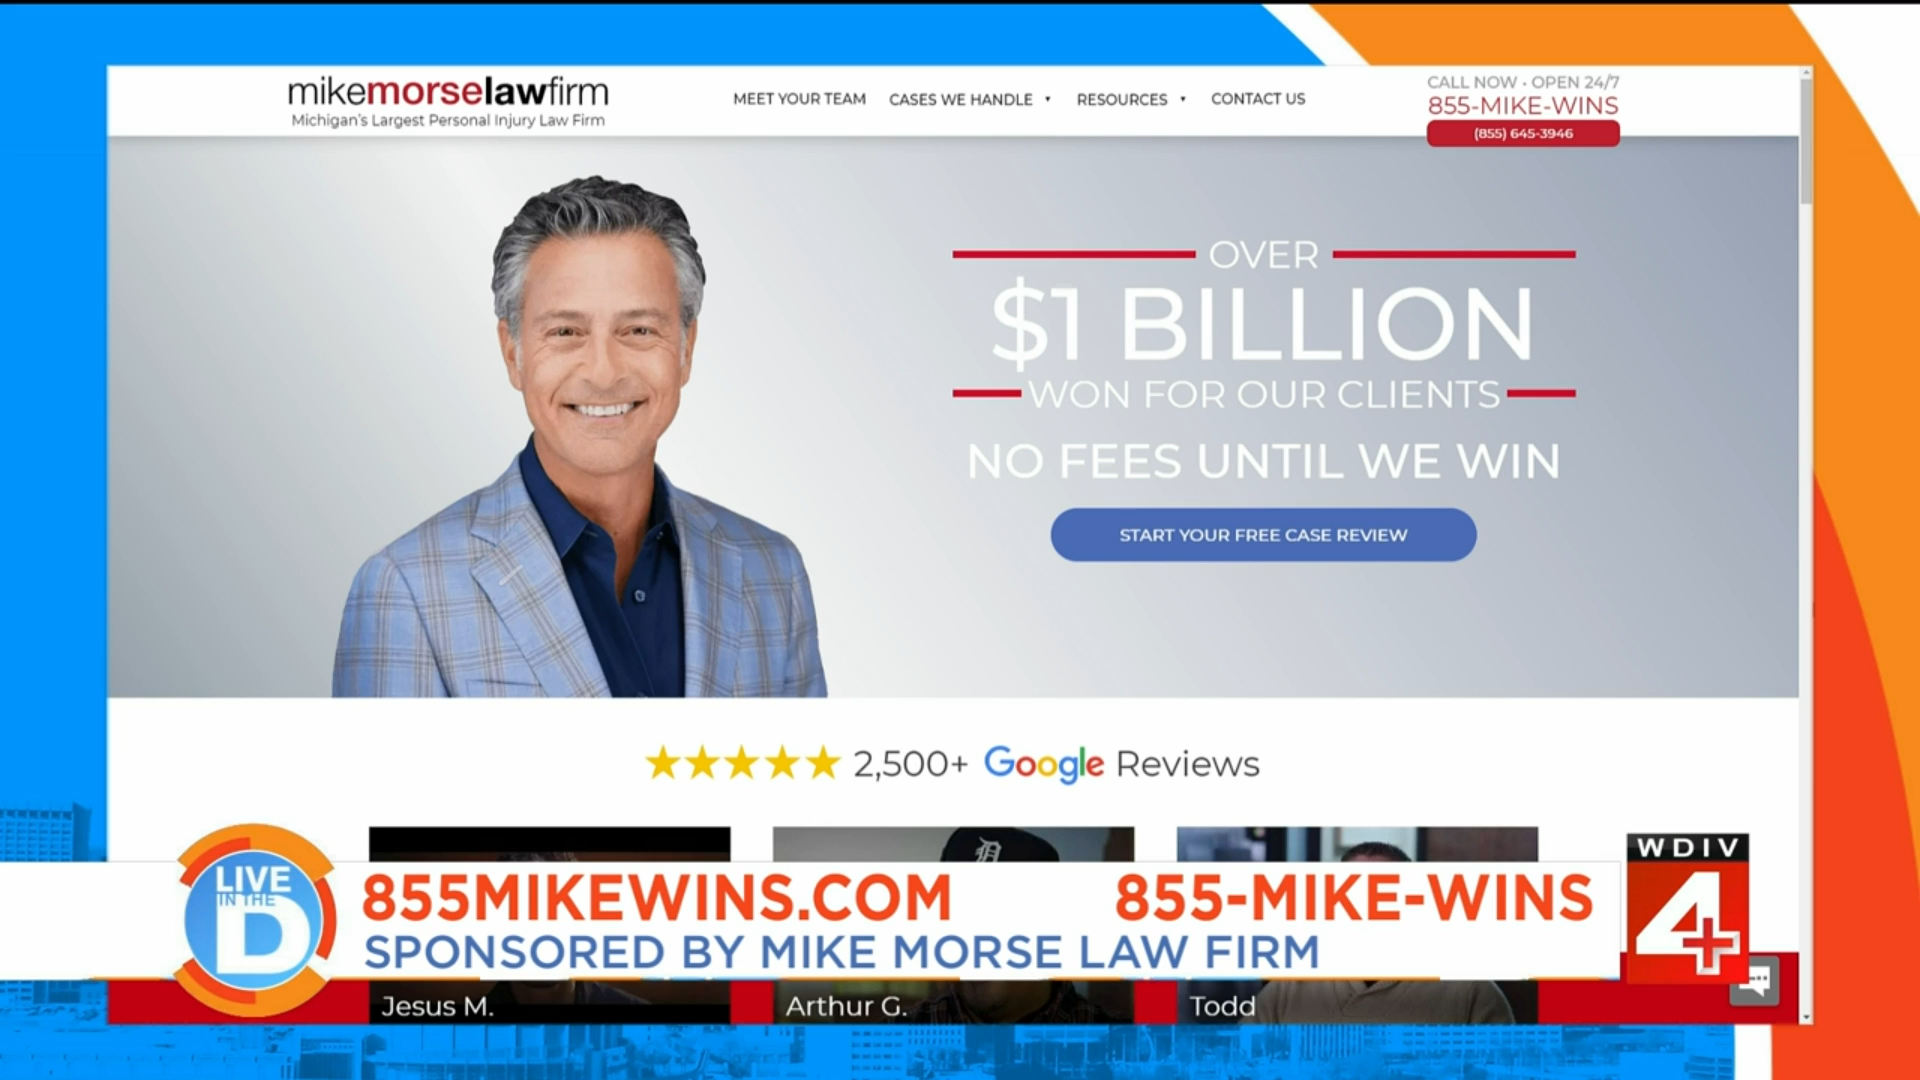 mikemorselawfirm
Michigan's Largest Personal Injury Law Firm
MEET YOUR TEAM CASES WE HANDLE RESOURCES CONTACT US
CALL NOW • OPEN 24/7
855-MIKE-WINS
(855) 645-3946
OVER
$1 BILLION
WON FOR OUR CLIENTS
NO FEES UNTIL WE WIN
START YOUR FREE CASE REVIEW
2,500+ Google Reviews
LIVE
IN THE
D
855MIKEWINS.COM 855-MIKE-WINS
SPONSORED BY MIKE MORSE LAW FIRM
WDIV
4+
Jesus M. Arthur G. Todd